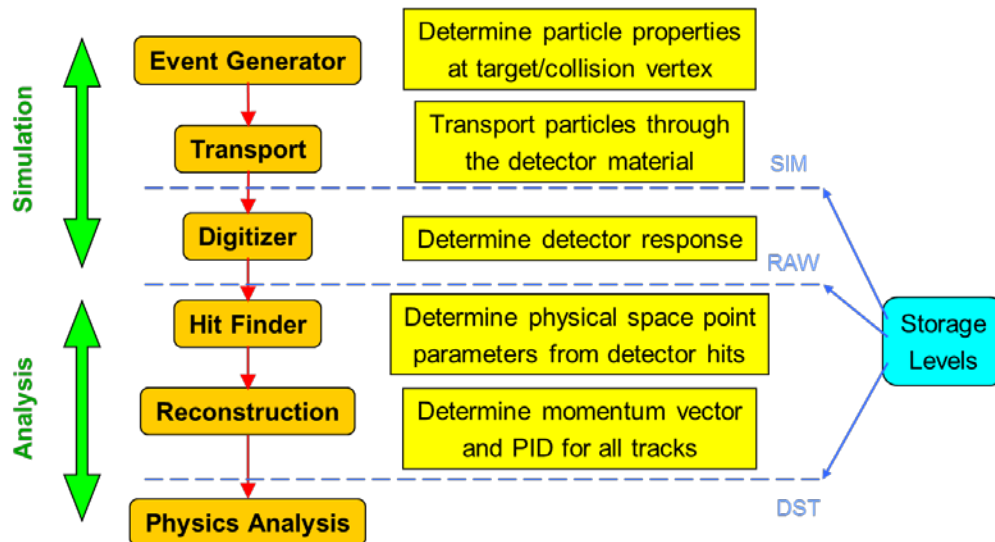 Simulation
Event Generator
Determine particle properties
at target/collision vertex
Transport
Transport particles through
the detector material
SIM
Digitizer
Determine detector response
RAW
Analysis
Hit Finder
Determine physical space point
parameters from detector hits
Storage
Levels
Reconstruction
Determine momentum vector
and PID for all tracks
DST
Physics Analysis